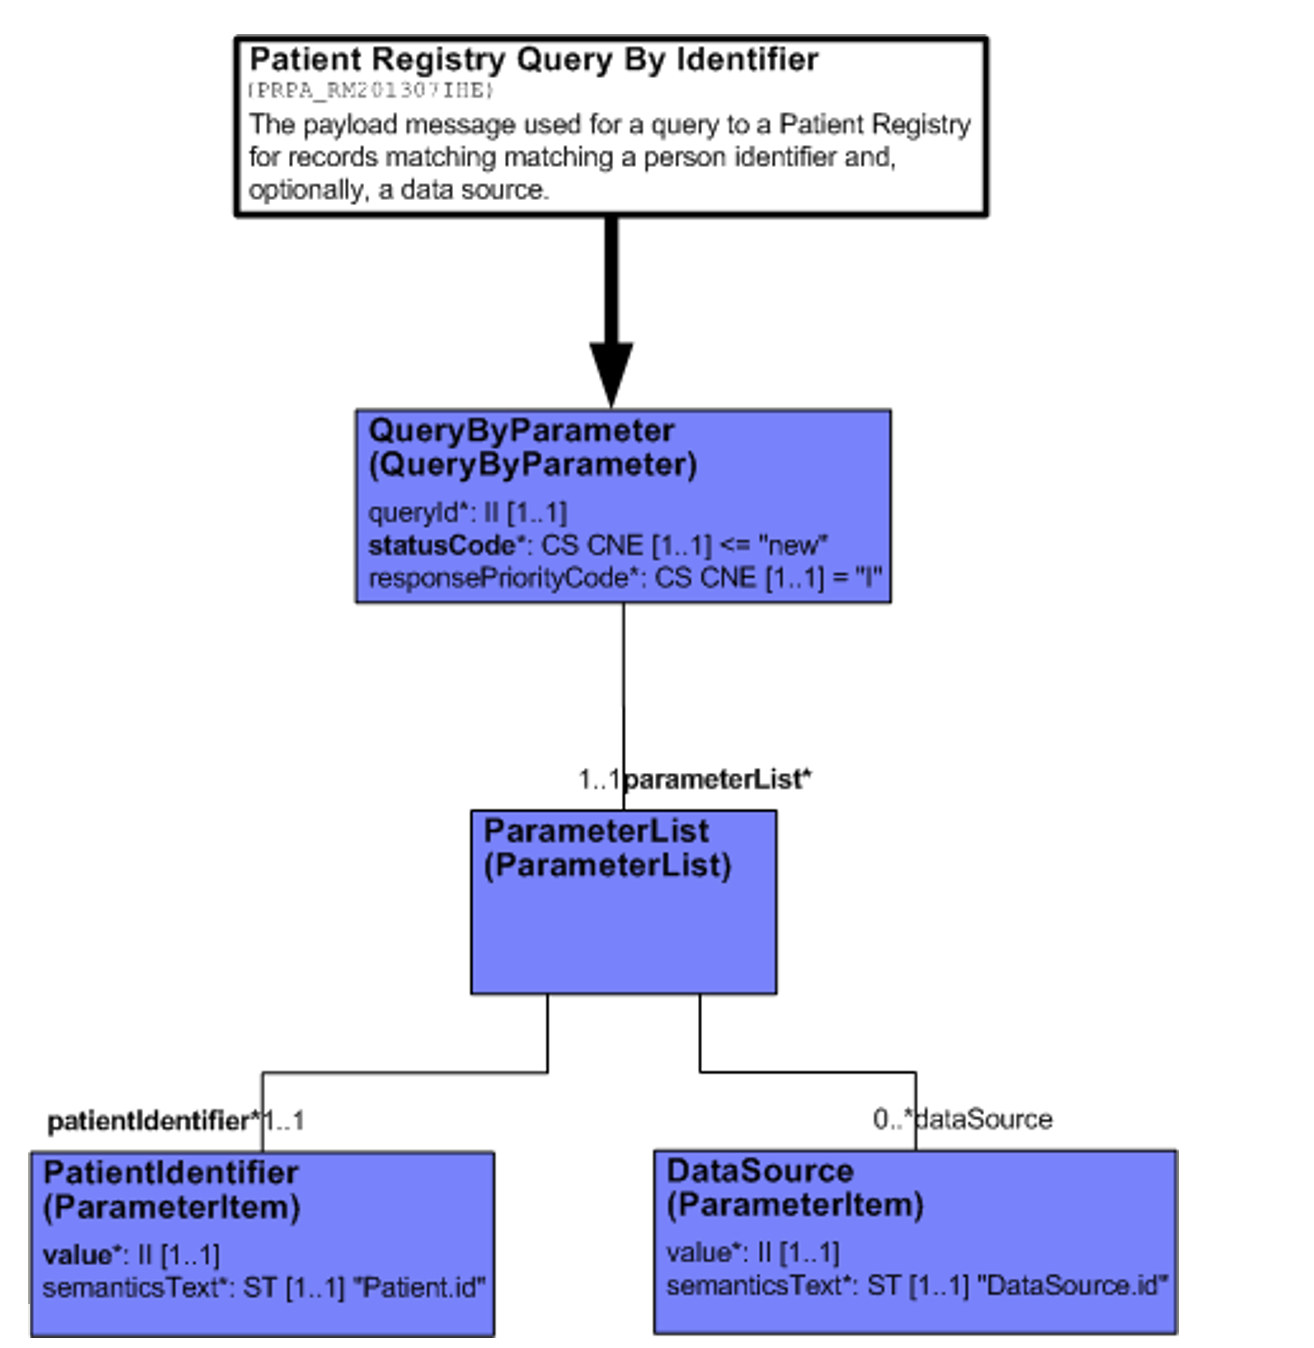 Patient Registry Query By Identifier
(PRPA_RM201307IHE)
The payload message used for a query to a Patient Registry
for records matching matching a person identifier and,
optionally, a data source.
QueryByParameter
(QueryByParameter)
queryId*: II [1..1]
statusCode*: CS CNE [1..1] <= "new"
responsePriorityCode*: CS CNE [1..1] = "I"
1..1parameterList*
ParameterList
(ParameterList)
patientIdentifier*1..1
0..*dataSource
PatientIdentifier
(ParameterItem)
value*: II [1..1]
semanticsText*: ST [1..1] "Patient.id"
DataSource
(ParameterItem)
value*: II [1..1]
semanticsText*: ST [1..1] "DataSource.id"